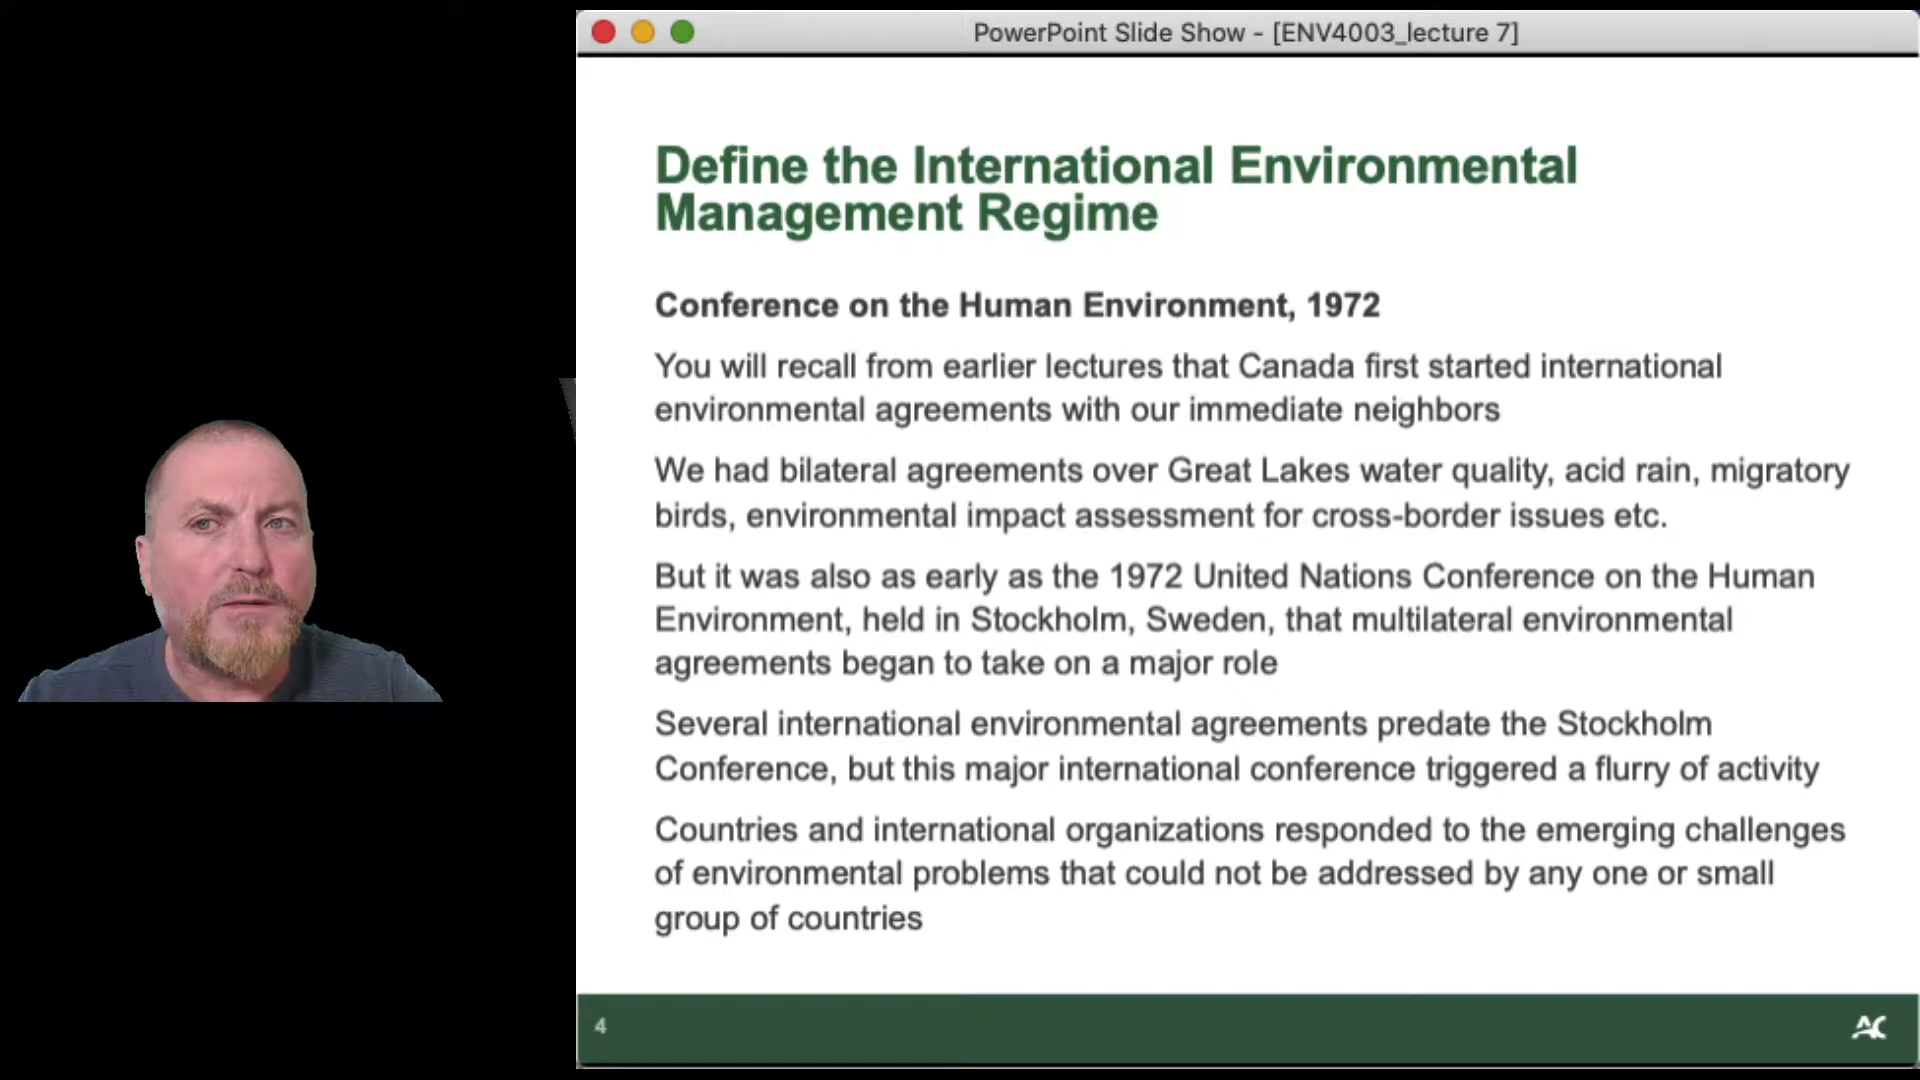 PowerPoint Slide Show - [ENV4003_lecture 7]
Define the International Environmental
Management Regime
Conference on the Human Environment, 1972
You will recall from earlier lectures that Canada first started international
environmental agreements with our immediate neighbors
We had bilateral agreements over Great Lakes water quality, acid rain, migratory
birds, environmental impact assessment for cross-border issues etc.
But it was also as early as the 1972 United Nations Conference on the Human
Environment, held in Stockholm, Sweden, that multilateral environmental
agreements began to take on a major role
Several international environmental agreements predate the Stockholm
Conference, but this major international conference triggered a flurry of activity
Countries and international organizations responded to the emerging challenges
of environmental problems that could not be addressed by any one or small
group of countries
4
AC